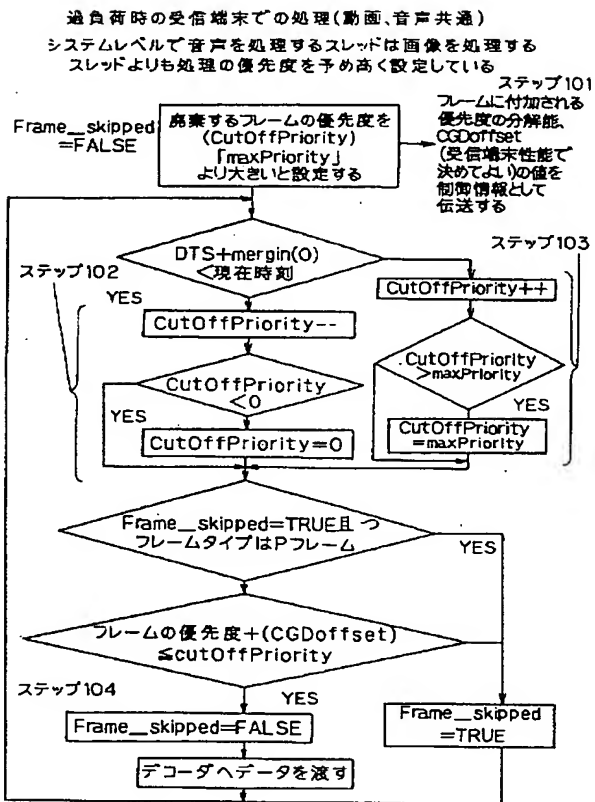 過負荷時の受信端末での処理(動画、音声共通)
システムレベルで音声を処理するスレッドは画像を処理する
スレッドよりも処理の優先度を予め高く設定している
ステップ101
フレームに付加される
優先度の分解能、
CGDoffset
(受信端末性能で
決めてよい)の値を
制御情報として
伝送する
Frame__skipped
=FALSE
廃棄するフレームの優先度を
(CutOffPriority)
「maxPriority」
より大きいと設定する
DTS+mergin(0)
<現在時刻
ステップ103
ステップ102
YES
CutOffPriority--
CutOffPriority++
CutOffPriority
<0
CutOffPriority
>maxPriority
YES
YES
CutOffPriority=0
CutOffPriority
=maxPriority
Frame__skipped=TRUE且つ
フレームタイプはPフレーム
YES
フレームの優先度+(CGDoffset)
≦cutOffPriority
ステップ104
YES
Frame__skipped=FALSE
Frame__skipped
=TRUE
デコーダへデータを渡す